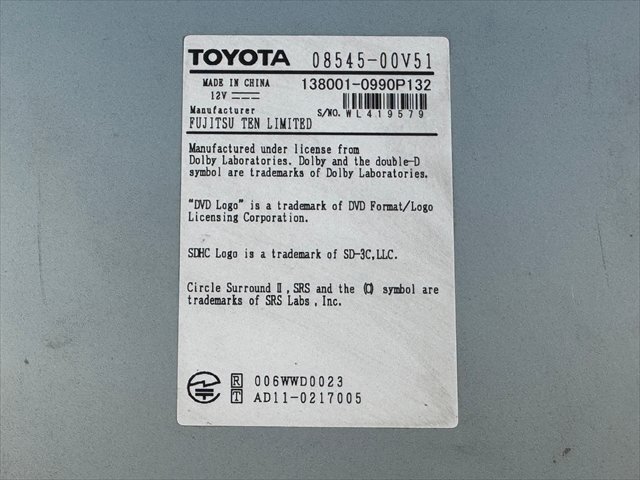 TOYOTA 08545-00V51
MADE IN CHINA 138001-0990P132
12V
Manufacturer S/NO. WL419579
FUJITSU TEN LIMITED
Manufactured under license from
Dolby Laboratories. Dolby and the double-D
symbol are trademarks of Dolby Laboratories.
"DVD Logo" is a trademark of DVD Format/Logo
Licensing Corporation.
SDHC Logo is a trademark of SD-3C,LLC.
Circle Surround Ⅱ, SRS and the (O) symbol are
trademarks of SRS Labs, Inc.
R 006WWD0023
T AD11-0217005